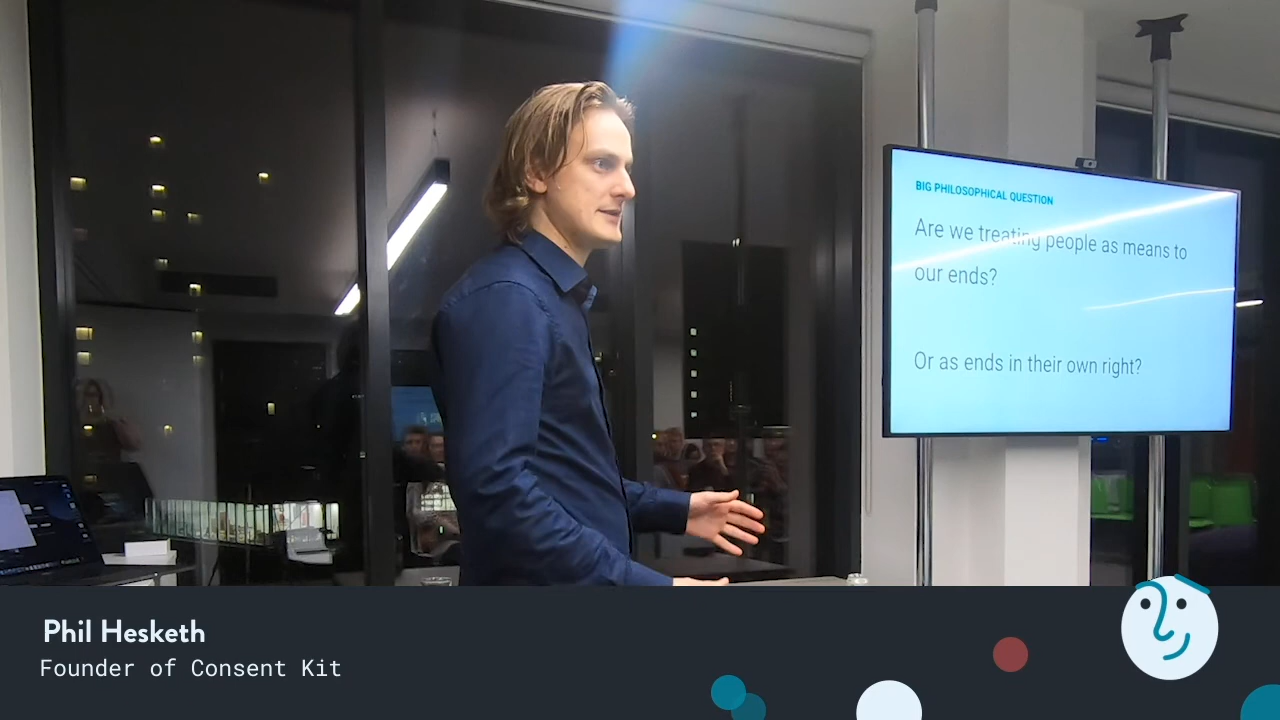 BIG PHILOSOPHICAL QUESTION
Are we treating people as means to
our ends?
Or as ends in their own right?
Phil Hesketh
Founder of Consent Kit